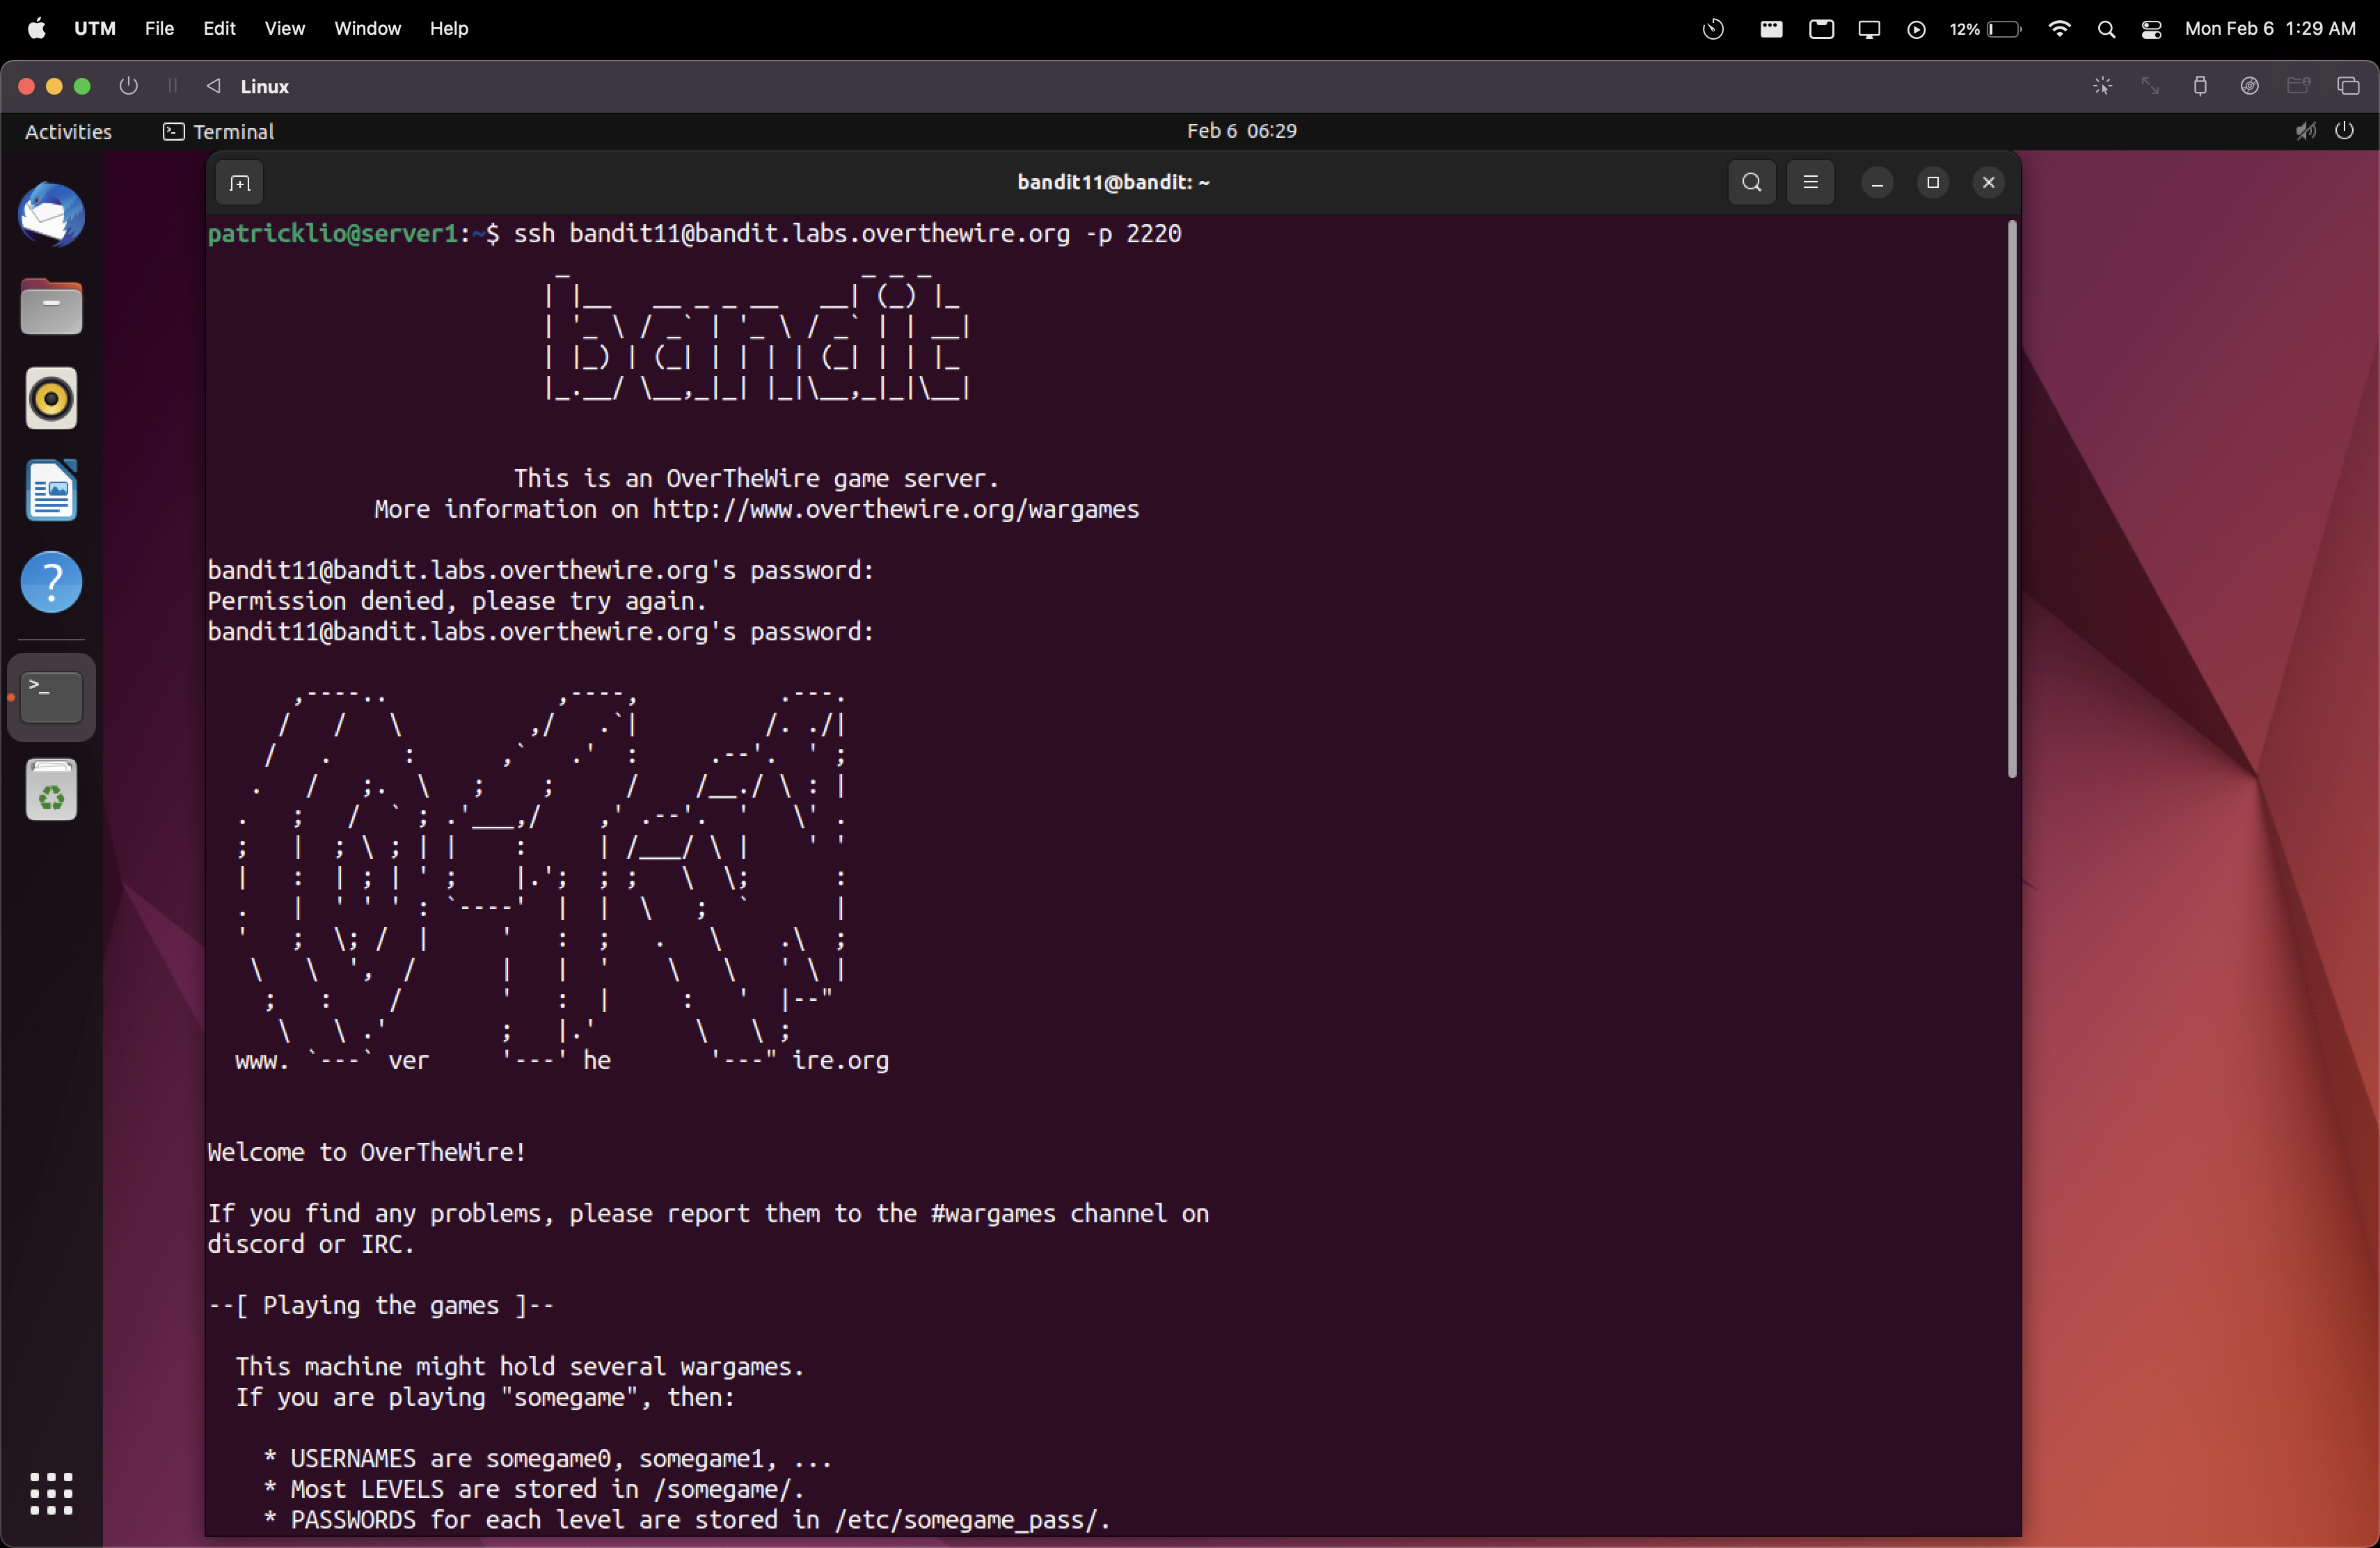 UTM File Edit View Window Help 12% Mon Feb 6 1:29 AM
Linux
Activities Terminal Feb 6 06:29
bandit11@bandit: ~
patricklio@server1:~$ ssh bandit11@bandit.labs.overthewire.org -p 2220
This is an OverTheWire game server.
More information on http://www.overthewire.org/wargames
bandit11@bandit.labs.overthewire.org's password:
Permission denied, please try again.
bandit11@bandit.labs.overthewire.org's password:
www. `---` ver '---' he '---" ire.org
Welcome to OverTheWire!
If you find any problems, please report them to the #wargames channel on
discord or IRC.
--[ Playing the games ]--
This machine might hold several wargames.
If you are playing "somegame", then:
* USERNAMES are somegame0, somegame1, ...
* Most LEVELS are stored in /somegame/.
* PASSWORDS for each level are stored in /etc/somegame_pass/.